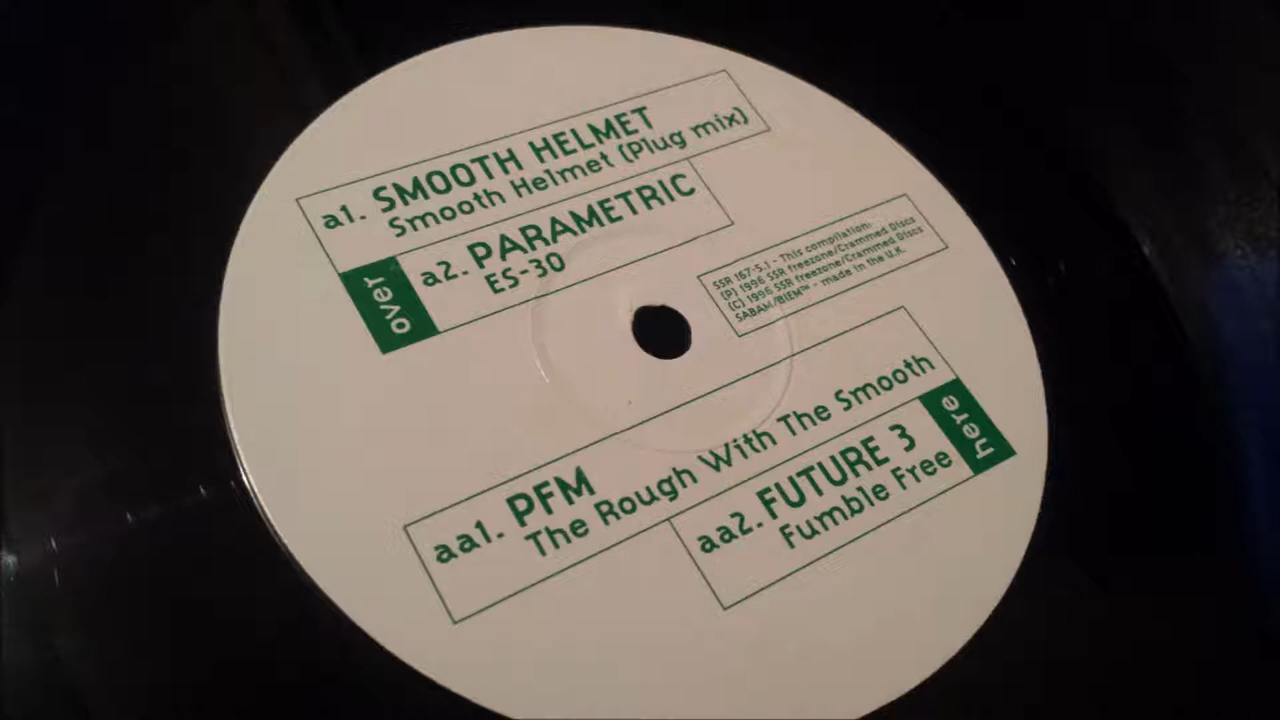 a1. SMOOTH HELMET
Smooth Helmet (Plug mix)
over
a2. PARAMETRIC
ES-30
SSR 167-5.1 - This compilation:
(P) 1996 SSR freezone/Crammed Discs
(C) 1996 SSR freezone/Crammed Discs
SABAM/BIEM™ - made in the U.K.
aa1. PFM
The Rough With The Smooth
here
aa2. FUTURE 3
Fumble Free